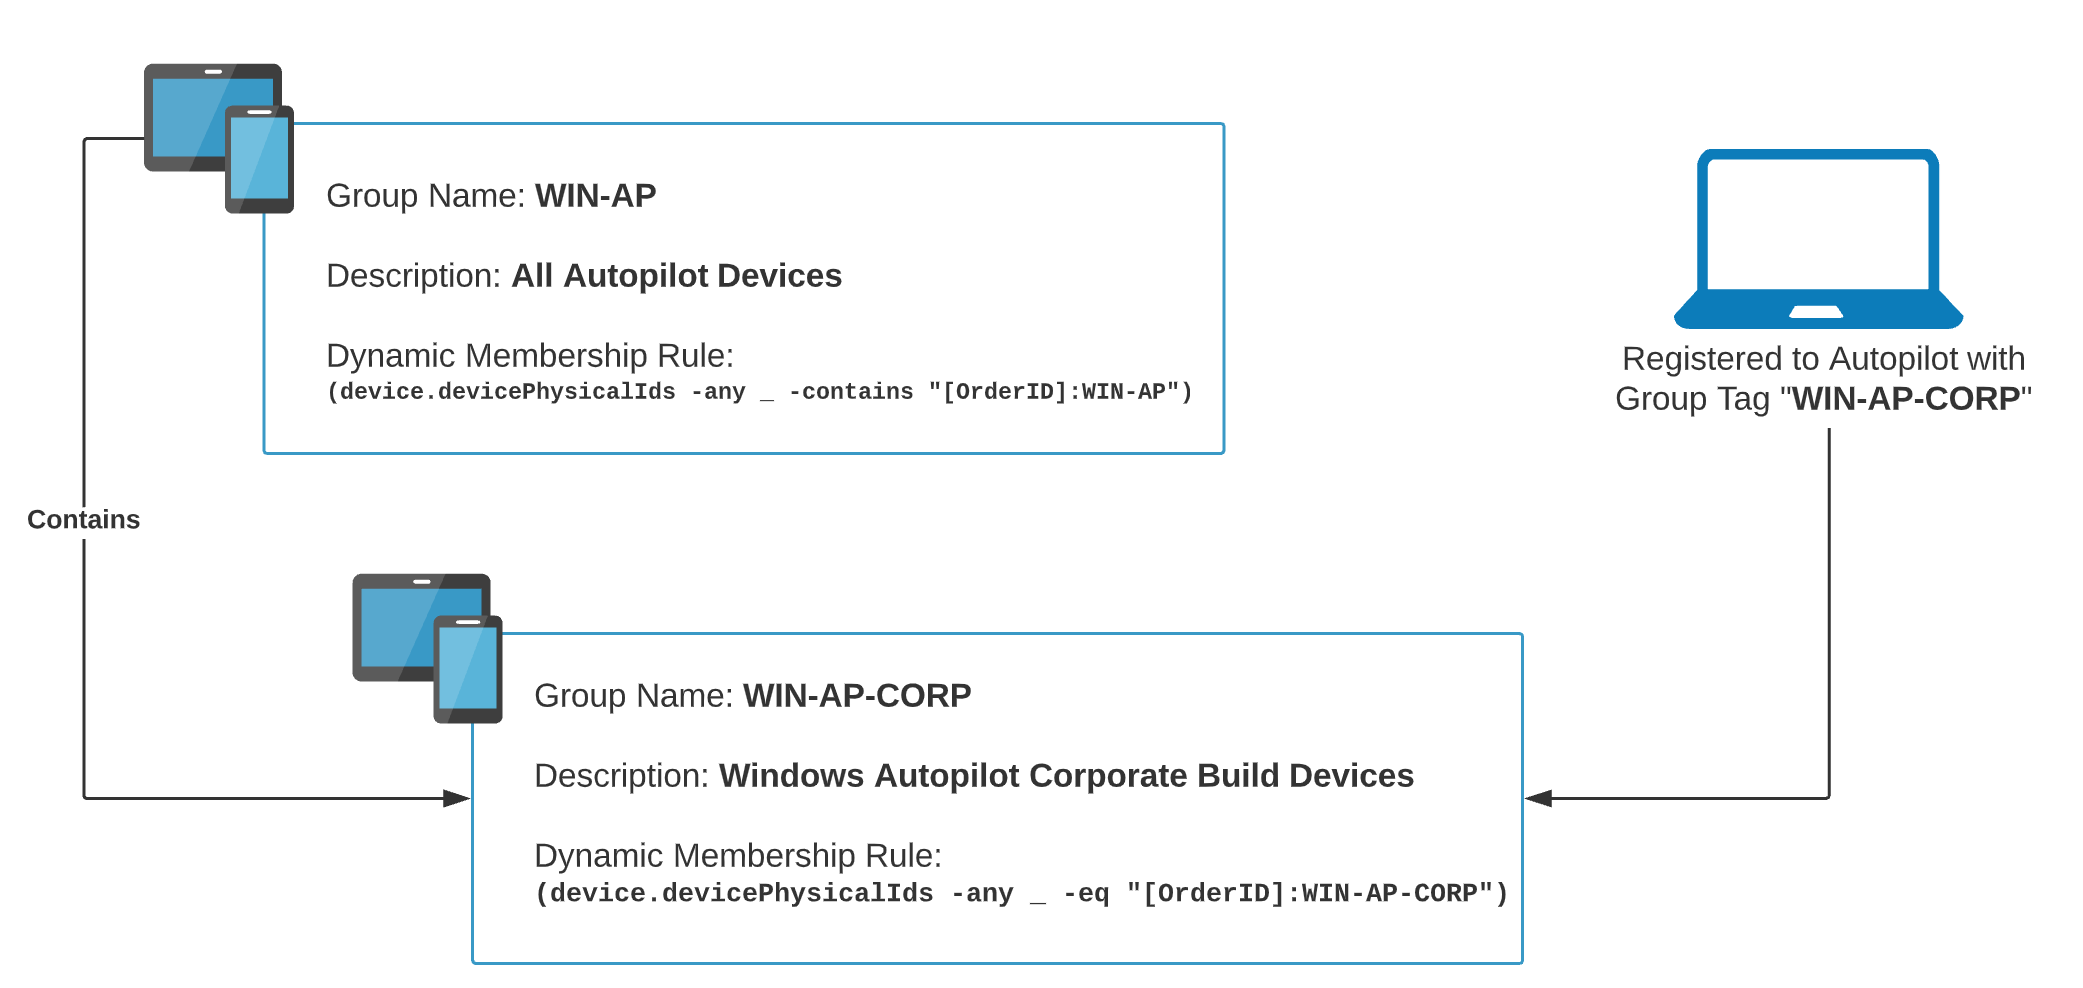 Group Name: WIN-AP
Description: All Autopilot Devices
Dynamic Membership Rule:
(device.devicePhysicalIds -any _ -contains "[OrderID]:WIN-AP")
Registered to Autopilot with
Group Tag "WIN-AP-CORP"
Contains
Group Name: WIN-AP-CORP
Description: Windows Autopilot Corporate Build Devices
Dynamic Membership Rule:
(device.devicePhysicalIds -any _ -eq "[OrderID]:WIN-AP-CORP")